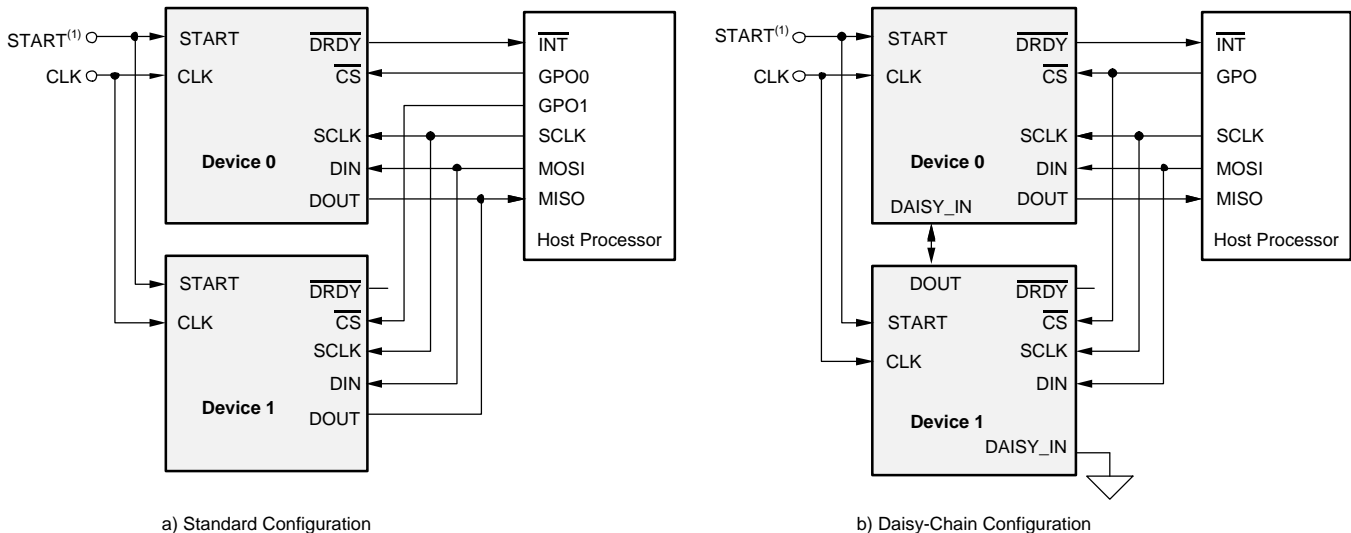 START(1)
CLK
START
CLK
DRDY
CS
SCLK
DIN
DOUT
Device 0
INT
GPO0
GPO1
SCLK
MOSI
MISO
Host Processor
START
CLK
DRDY
CS
SCLK
DIN
DOUT
Device 1
a) Standard Configuration
START(1)
CLK
START
CLK
DRDY
CS
SCLK
DIN
DOUT
Device 0
DAISY_IN
INT
GPO
SCLK
MOSI
MISO
Host Processor
DOUT
START
CLK
DRDY
CS
SCLK
DIN
Device 1
DAISY_IN
b) Daisy-Chain Configuration